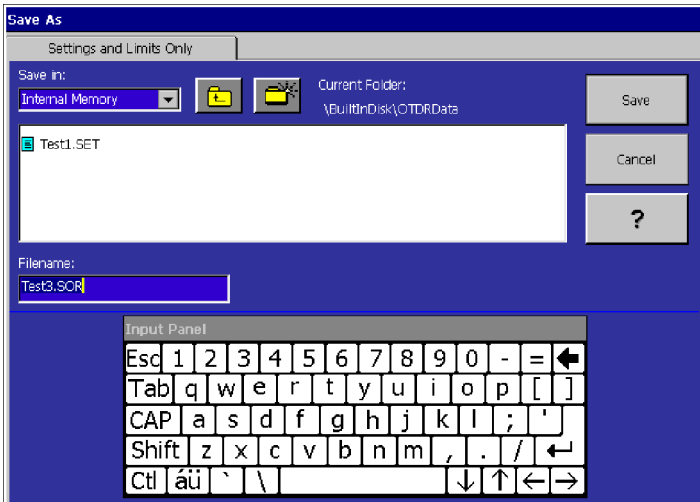 Save As
Settings and Limits Only
Save in:
Internal Memory
Current Folder:
\BuiltInDisk\OTDRData
Save
Test1.SET
Cancel
?
Filename:
Test3.SOR
Input Panel
Esc 1 2 3 4 5 6 7 8 9 0 - =
Tab q w e r t y u i o p [ ]
CAP a s d f g h j k l ; '
Shift z x c v b n m , . /
Ctl áü ` \ ↓ ↑ ← →